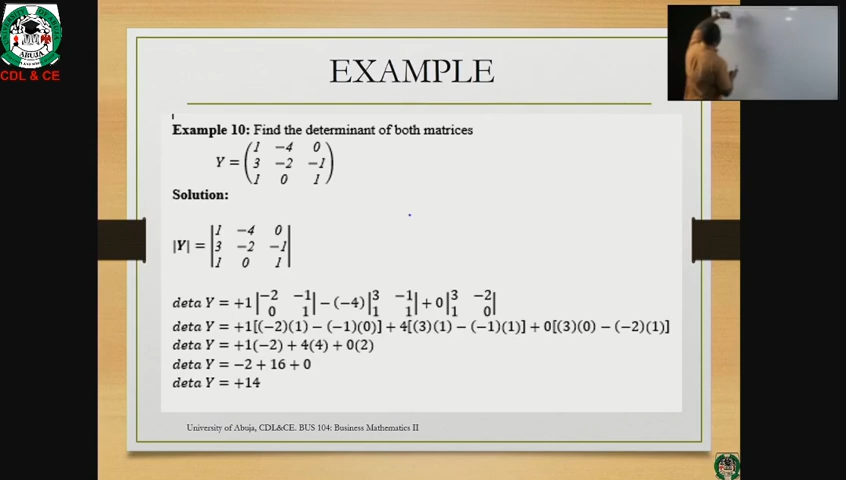 ABUJA
CDL & CE
EXAMPLE
Example 10: Find the determinant of both matrices
Y = (1 −4 0
3 −2 −1
1 0 1)
Solution:
|Y| = |1 −4 0
3 −2 −1
1 0 1|
deta Y = +1|−2 −1 0 1| − (−4)|3 −1 1 1| + 0|3 −2 1 0|
deta Y = +1[(−2)(1) − (−1)(0)] + 4[(3)(1) − (−1)(1)] + 0[(3)(0) − (−2)(1)]
deta Y = +1(−2) + 4(4) + 0(2)
deta Y = −2 + 16 + 0
deta Y = +14
University of Abuja, CDL&CE. BUS 104: Business Mathematics II